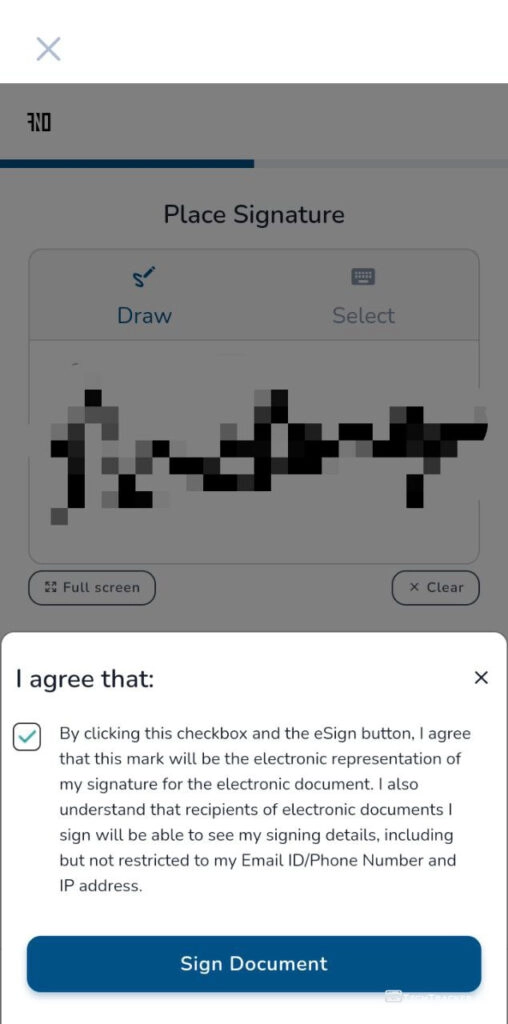 FNO
Place Signature
Draw
Select
Full screen
× Clear
I agree that:
By clicking this checkbox and the eSign button, I agree
that this mark will be the electronic representation of
my signature for the electronic document. I also
understand that recipients of electronic documents I
sign will be able to see my signing details, including
but not restricted to my Email ID/Phone Number and
IP address.
Sign Document